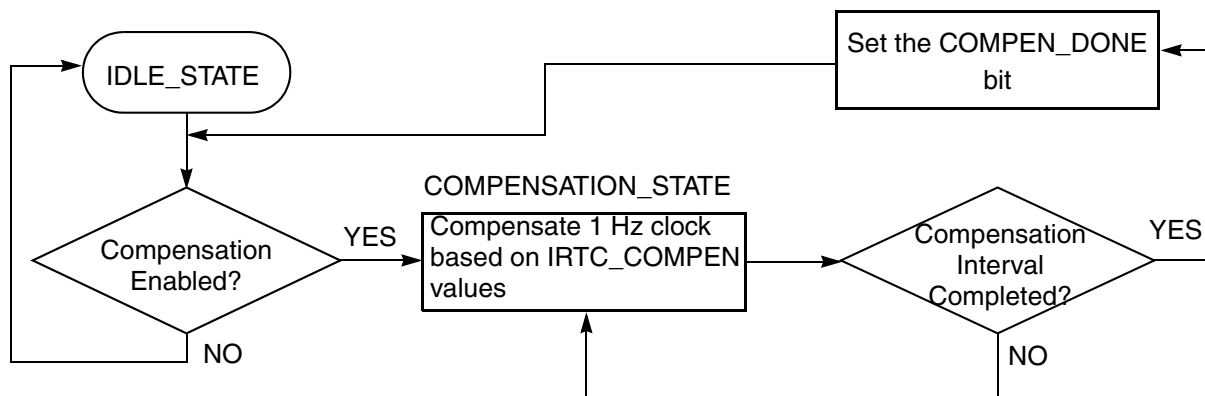 Set the COMPEN_DONE
bit
IDLE_STATE
COMPENSATION_STATE
Compensation
Enabled?
YES
Compensate 1 Hz clock
based on IRTC_COMPEN
values
Compensation
Interval
Completed?
YES
NO
NO